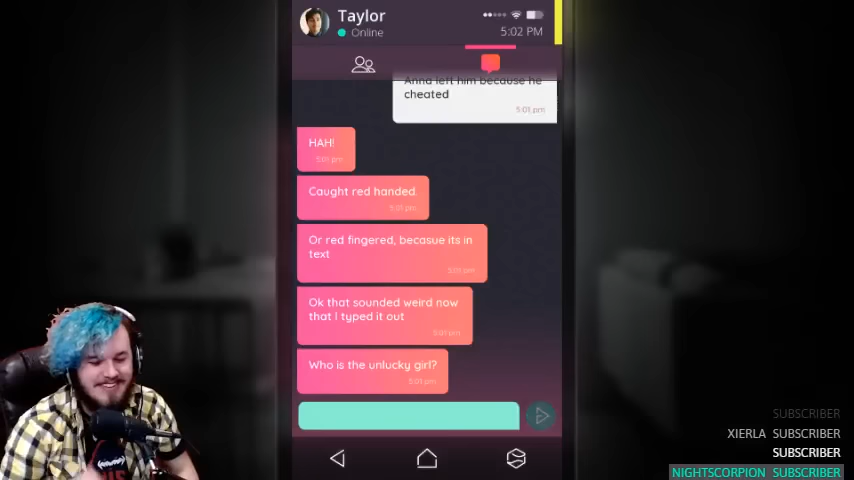 Taylor
Online
5:02 PM
Anna left him because he
cheated
5:01 pm
HAH!
5:01 pm
Caught red handed.
5:01 pm
Or red fingered, becasue its in
text
5:01 pm
Ok that sounded weird now
that I typed it out
5:01 pm
Who is the unlucky girl?
5:01 pm
SUBSCRIBER
XIERLA SUBSCRIBER
SUBSCRIBER
NIGHTSCORPION SUBSCRIBER